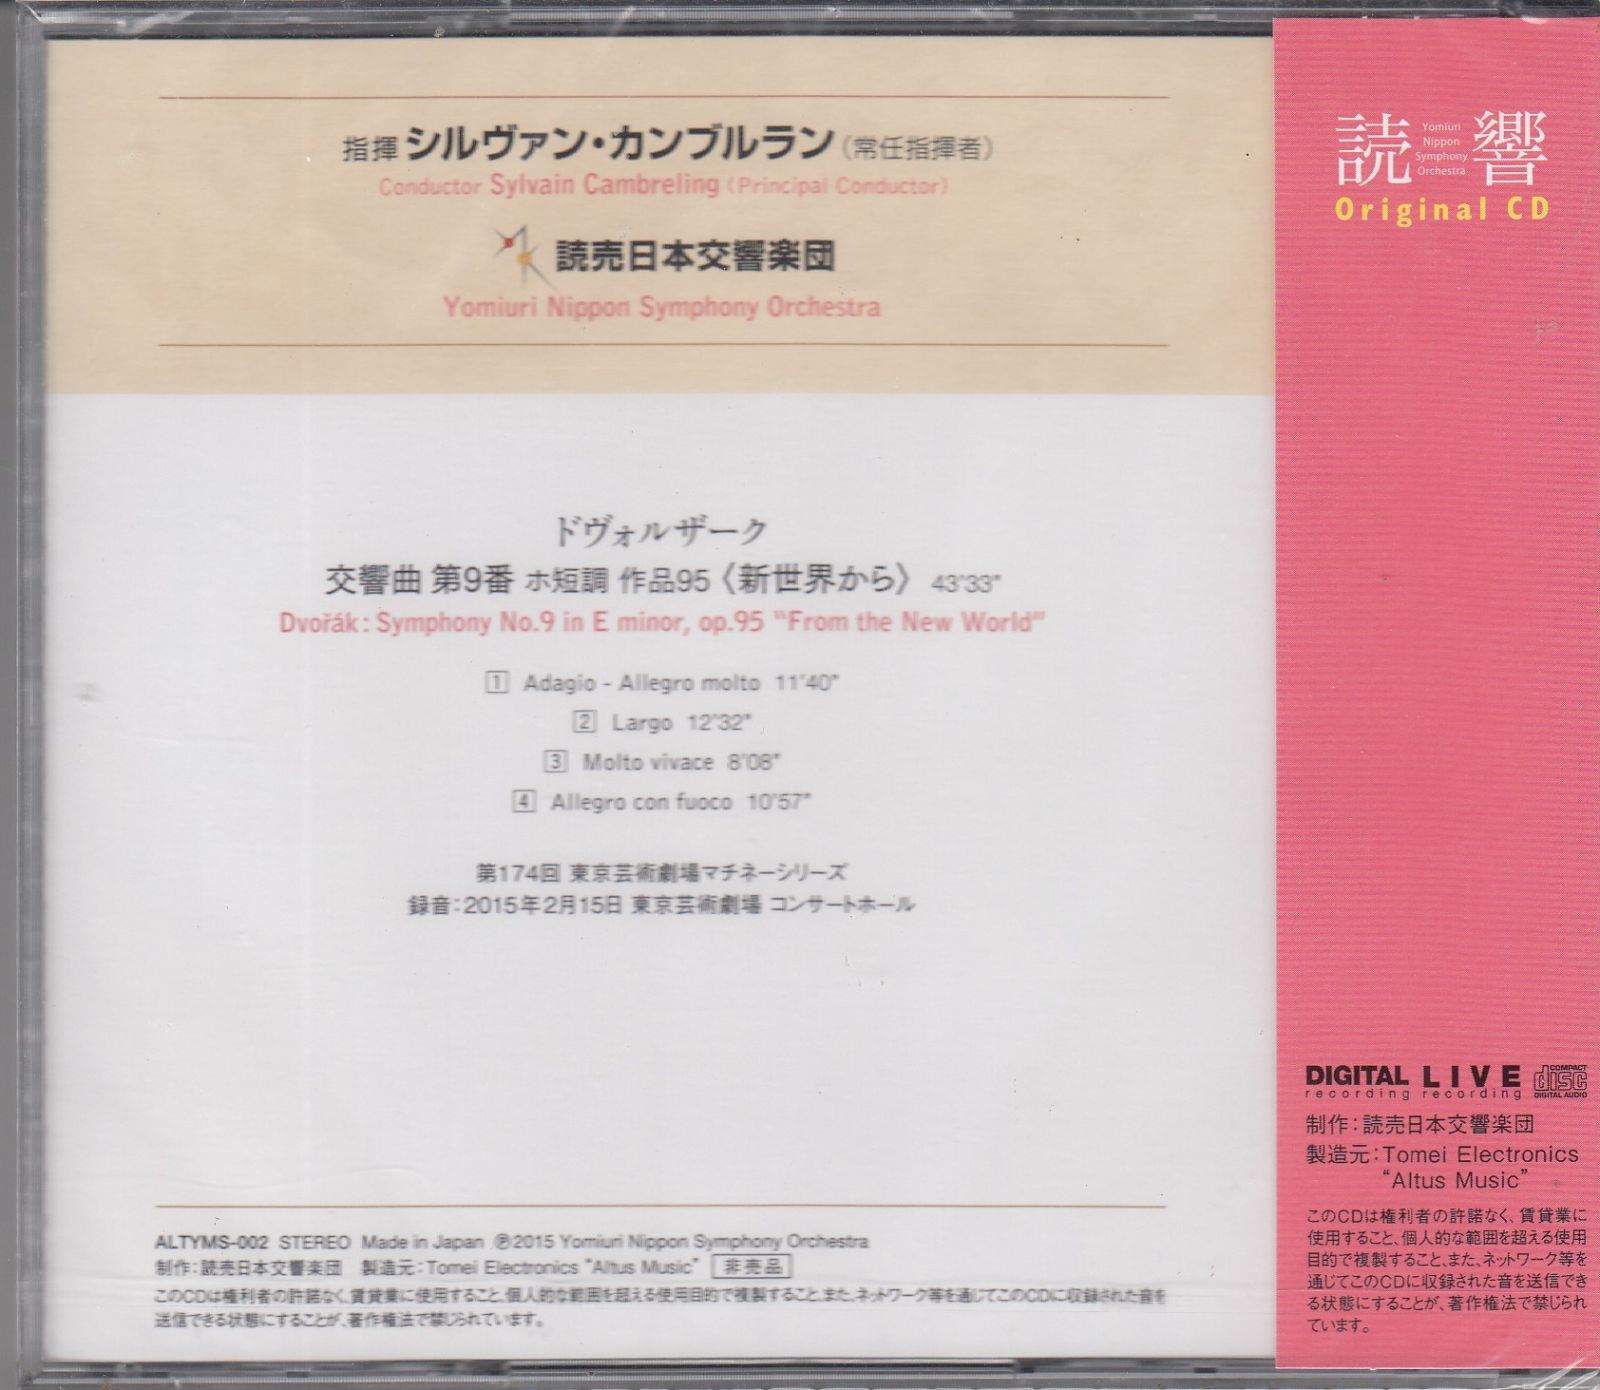 指揮 シルヴァン・カンブルラン（常任指揮者）
Conductor Sylvain Cambreling (Principal Conductor)
読売日本交響楽団
Yomiuri Nippon Symphony Orchestra
ドヴォルザーク
交響曲 第9番 ホ短調 作品95〈新世界から〉 43'33"
Dvořák: Symphony No.9 in E minor, op.95 "From the New World"
1 Adagio - Allegro molto 11'40"
2 Largo 12'32"
3 Molto vivace 8'08"
4 Allegro con fuoco 10'57"
第174回 東京芸術劇場マチネーシリーズ
録音：2015年2月15日 東京芸術劇場 コンサートホール
ALTYMS-002 STEREO Made in Japan ℗2015 Yomiuri Nippon Symphony Orchestra
制作：読売日本交響楽団 製造元：Tomei Electronics "Altus Music" 非売品
このCDは権利者の許諾なく、賃貸業に使用すること、個人的な範囲を超える使用目的で複製すること、また、ネットワーク等を通じてこのCDに収録された音を
送信できる状態にすることが、著作権法で禁じられています。
読響
Yomiuri
Nippon
Symphony
Orchestra
Original CD
DIGITAL LIVE
recording recording
COMPACT
disc
DIGITAL AUDIO
制作：読売日本交響楽団
製造元：Tomei Electronics
"Altus Music"
このCDは権利者の許諾なく、賃貸業に
使用すること、個人的な範囲を超える使用
目的で複製すること、また、ネットワーク等を
通じてこのCDに収録された音を送信でき
る状態にすることが、著作権法で禁じられ
ています。